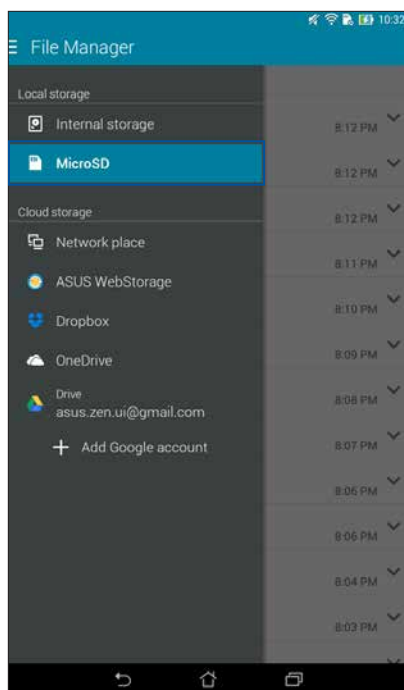 10:32
File Manager
Local storage
Internal storage
8:12 PM
MicroSD
8:12 PM
Cloud storage
8:12 PM
Network place
8:11 PM
ASUS WebStorage
8:10 PM
Dropbox
8:09 PM
OneDrive
8:08 PM
Drive
asus.zen.ui@gmail.com
8:07 PM
Add Google account
8:06 PM
8:06 PM
8:04 PM
8:03 PM